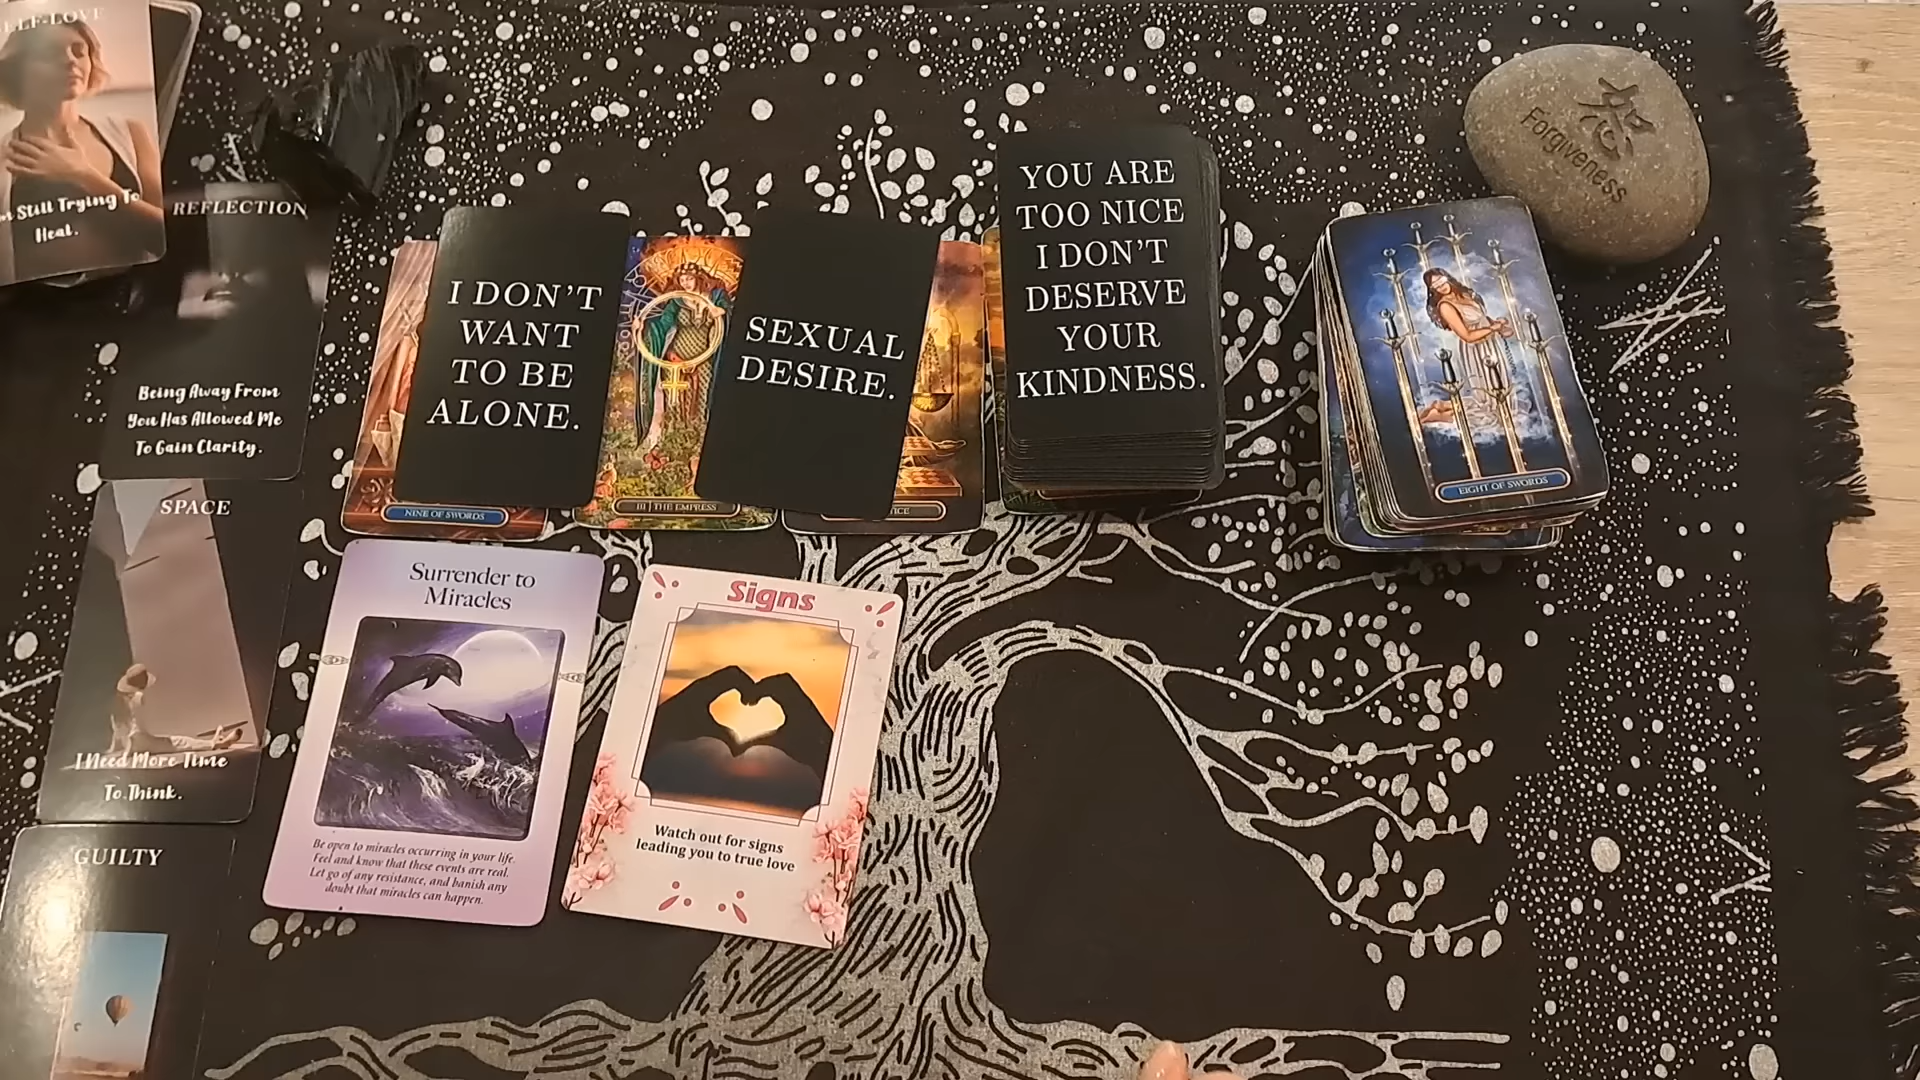 SELF-LOVE
Still Trying To
Heal.
REFLECTION
Being Away From
You Has Allowed Me
To Gain Clarity.
SPACE
I Need More Time
To Think.
GUILTY
I DON'T
WANT
TO BE
ALONE.
NINE OF SWORDS
III | THE EMPRESS
SEXUAL
DESIRE.
YOU ARE
TOO NICE
I DON'T
DESERVE
YOUR
KINDNESS.
EIGHT OF SWORDS
Forgiveness
恕
Surrender to
Miracles
Be open to miracles occurring in your life.
Feel and know that these events are real.
Let go of any resistance, and banish any
doubt that miracles can happen.
Signs
Watch out for signs
leading you to true love